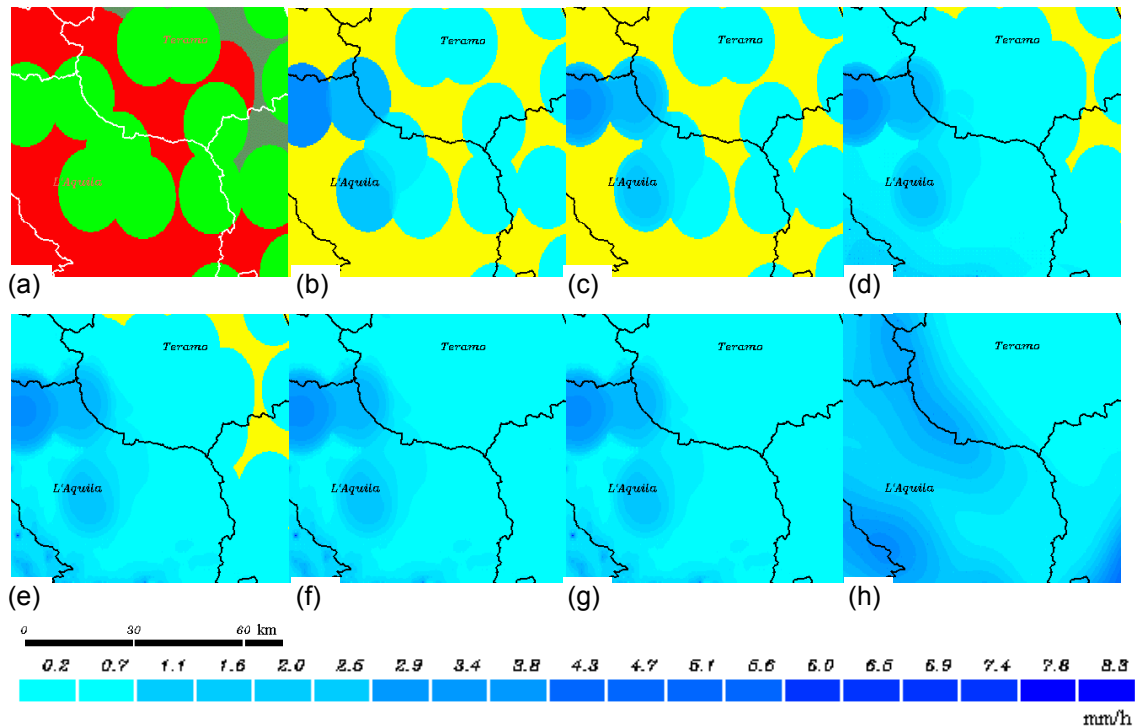 Teramo
L'Aquila
(a)
Teramo
L'Aquila
(b)
Teramo
L'Aquila
(c)
Teramo
L'Aquila
(d)
Teramo
L'Aquila
(e)
Teramo
L'Aquila
(f)
Teramo
L'Aquila
(g)
Teramo
L'Aquila
(h)
0 30 60 km
0.2 0.7 1.1 1.6 2.0 2.5 2.9 3.4 3.8 4.3 4.7 5.1 5.6 6.0 6.5 6.9 7.4 7.8 8.3
mm/h